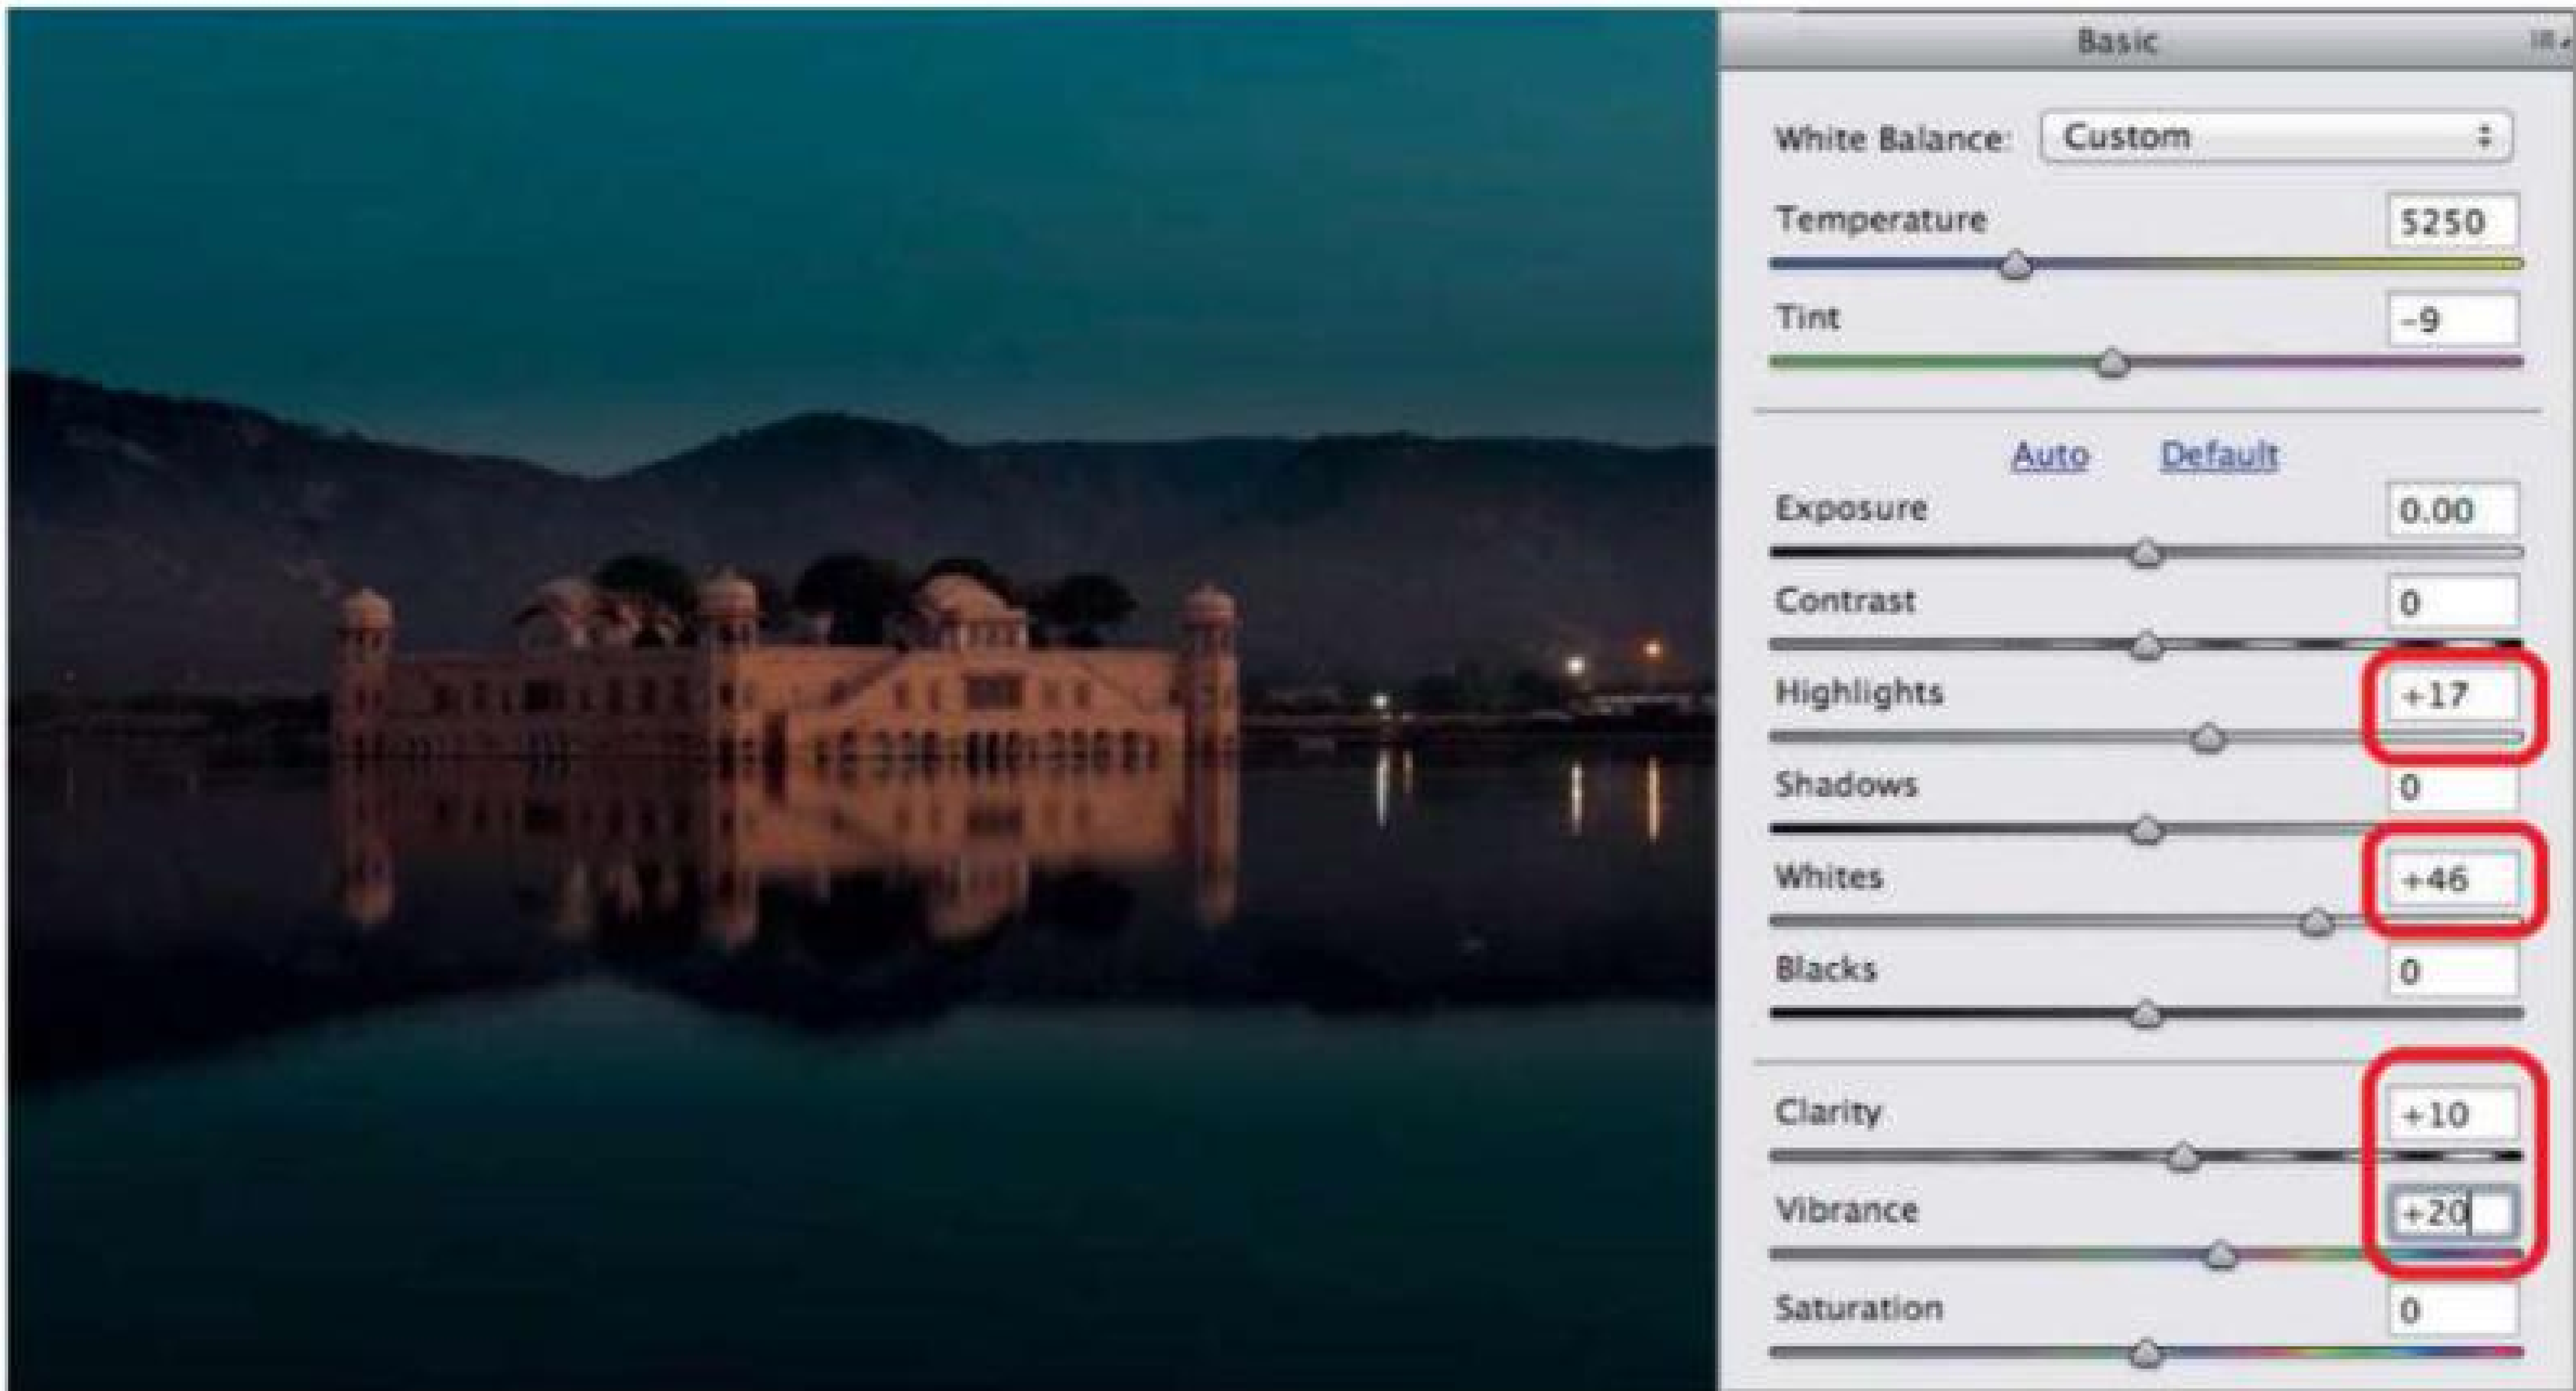 Basic
White Balance: Custom
Temperature 5250
Tint -9
Auto Default
Exposure 0.00
Contrast 0
Highlights +17
Shadows 0
Whites +46
Blacks 0
Clarity +10
Vibrance +20
Saturation 0